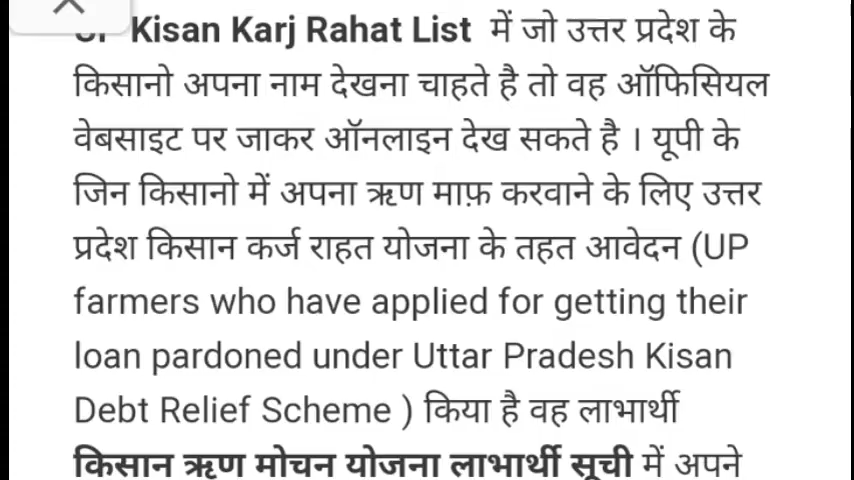 Kisan Karj Rahat List में जो उत्तर प्रदेश के
किसानो अपना नाम देखना चाहते है तो वह ऑफिसियल
वेबसाइट पर जाकर ऑनलाइन देख सकते है । यूपी के
जिन किसानो में अपना ऋण माफ़ करवाने के लिए उत्तर
प्रदेश किसान कर्ज राहत योजना के तहत आवेदन (UP
farmers who have applied for getting their
loan pardoned under Uttar Pradesh Kisan
Debt Relief Scheme ) किया है वह लाभार्थी
किसान ऋण मोचन योजना लाभार्थी सूची में अपने